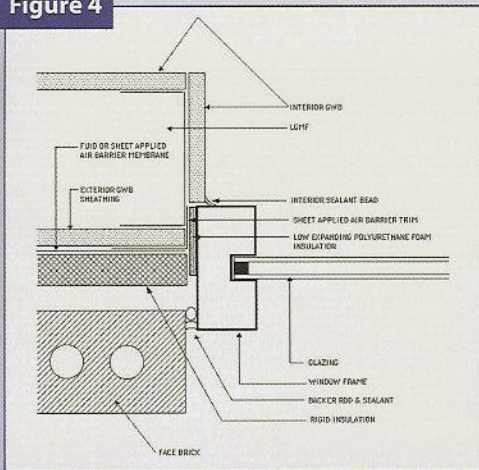 Figure 4
INTERIOR GWB
LGMF
FUID OR SHEET APPLIED
AIR BARRIER MEMBRANE
EXTERIOR GWB
SHEATHING
INTERIOR SEALANT BEAD
SHEET APPLIED AIR BARRIER TRIM
LOW EXPANDING POLYURETHANE FOAM
INSULATION
GLAZING
WINDOW FRAME
BACKER ROD & SEALANT
RIGID INSULATION
FACE BRICK